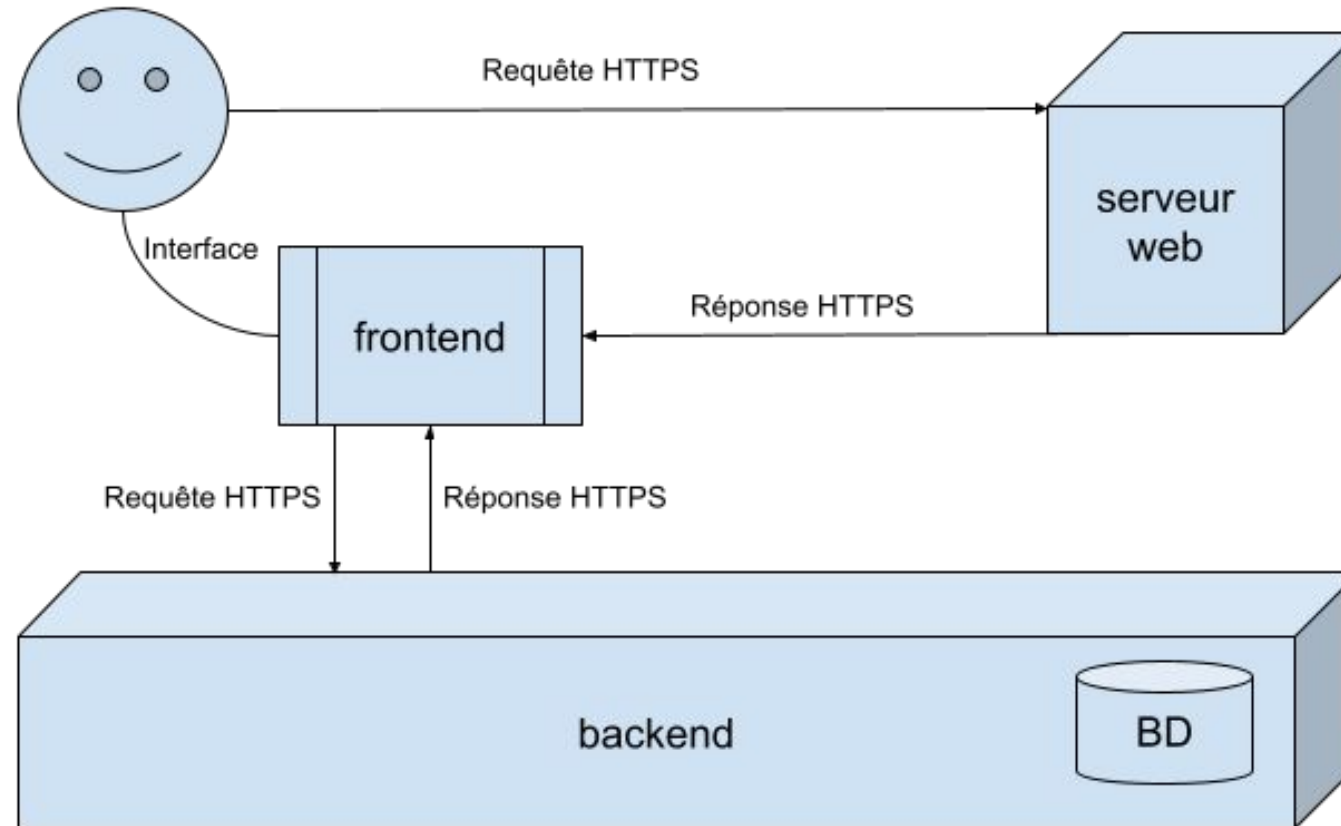 Requête HTTPS
serveur
web
Interface
Réponse HTTPS
frontend
Requête HTTPS
Réponse HTTPS
backend
BD